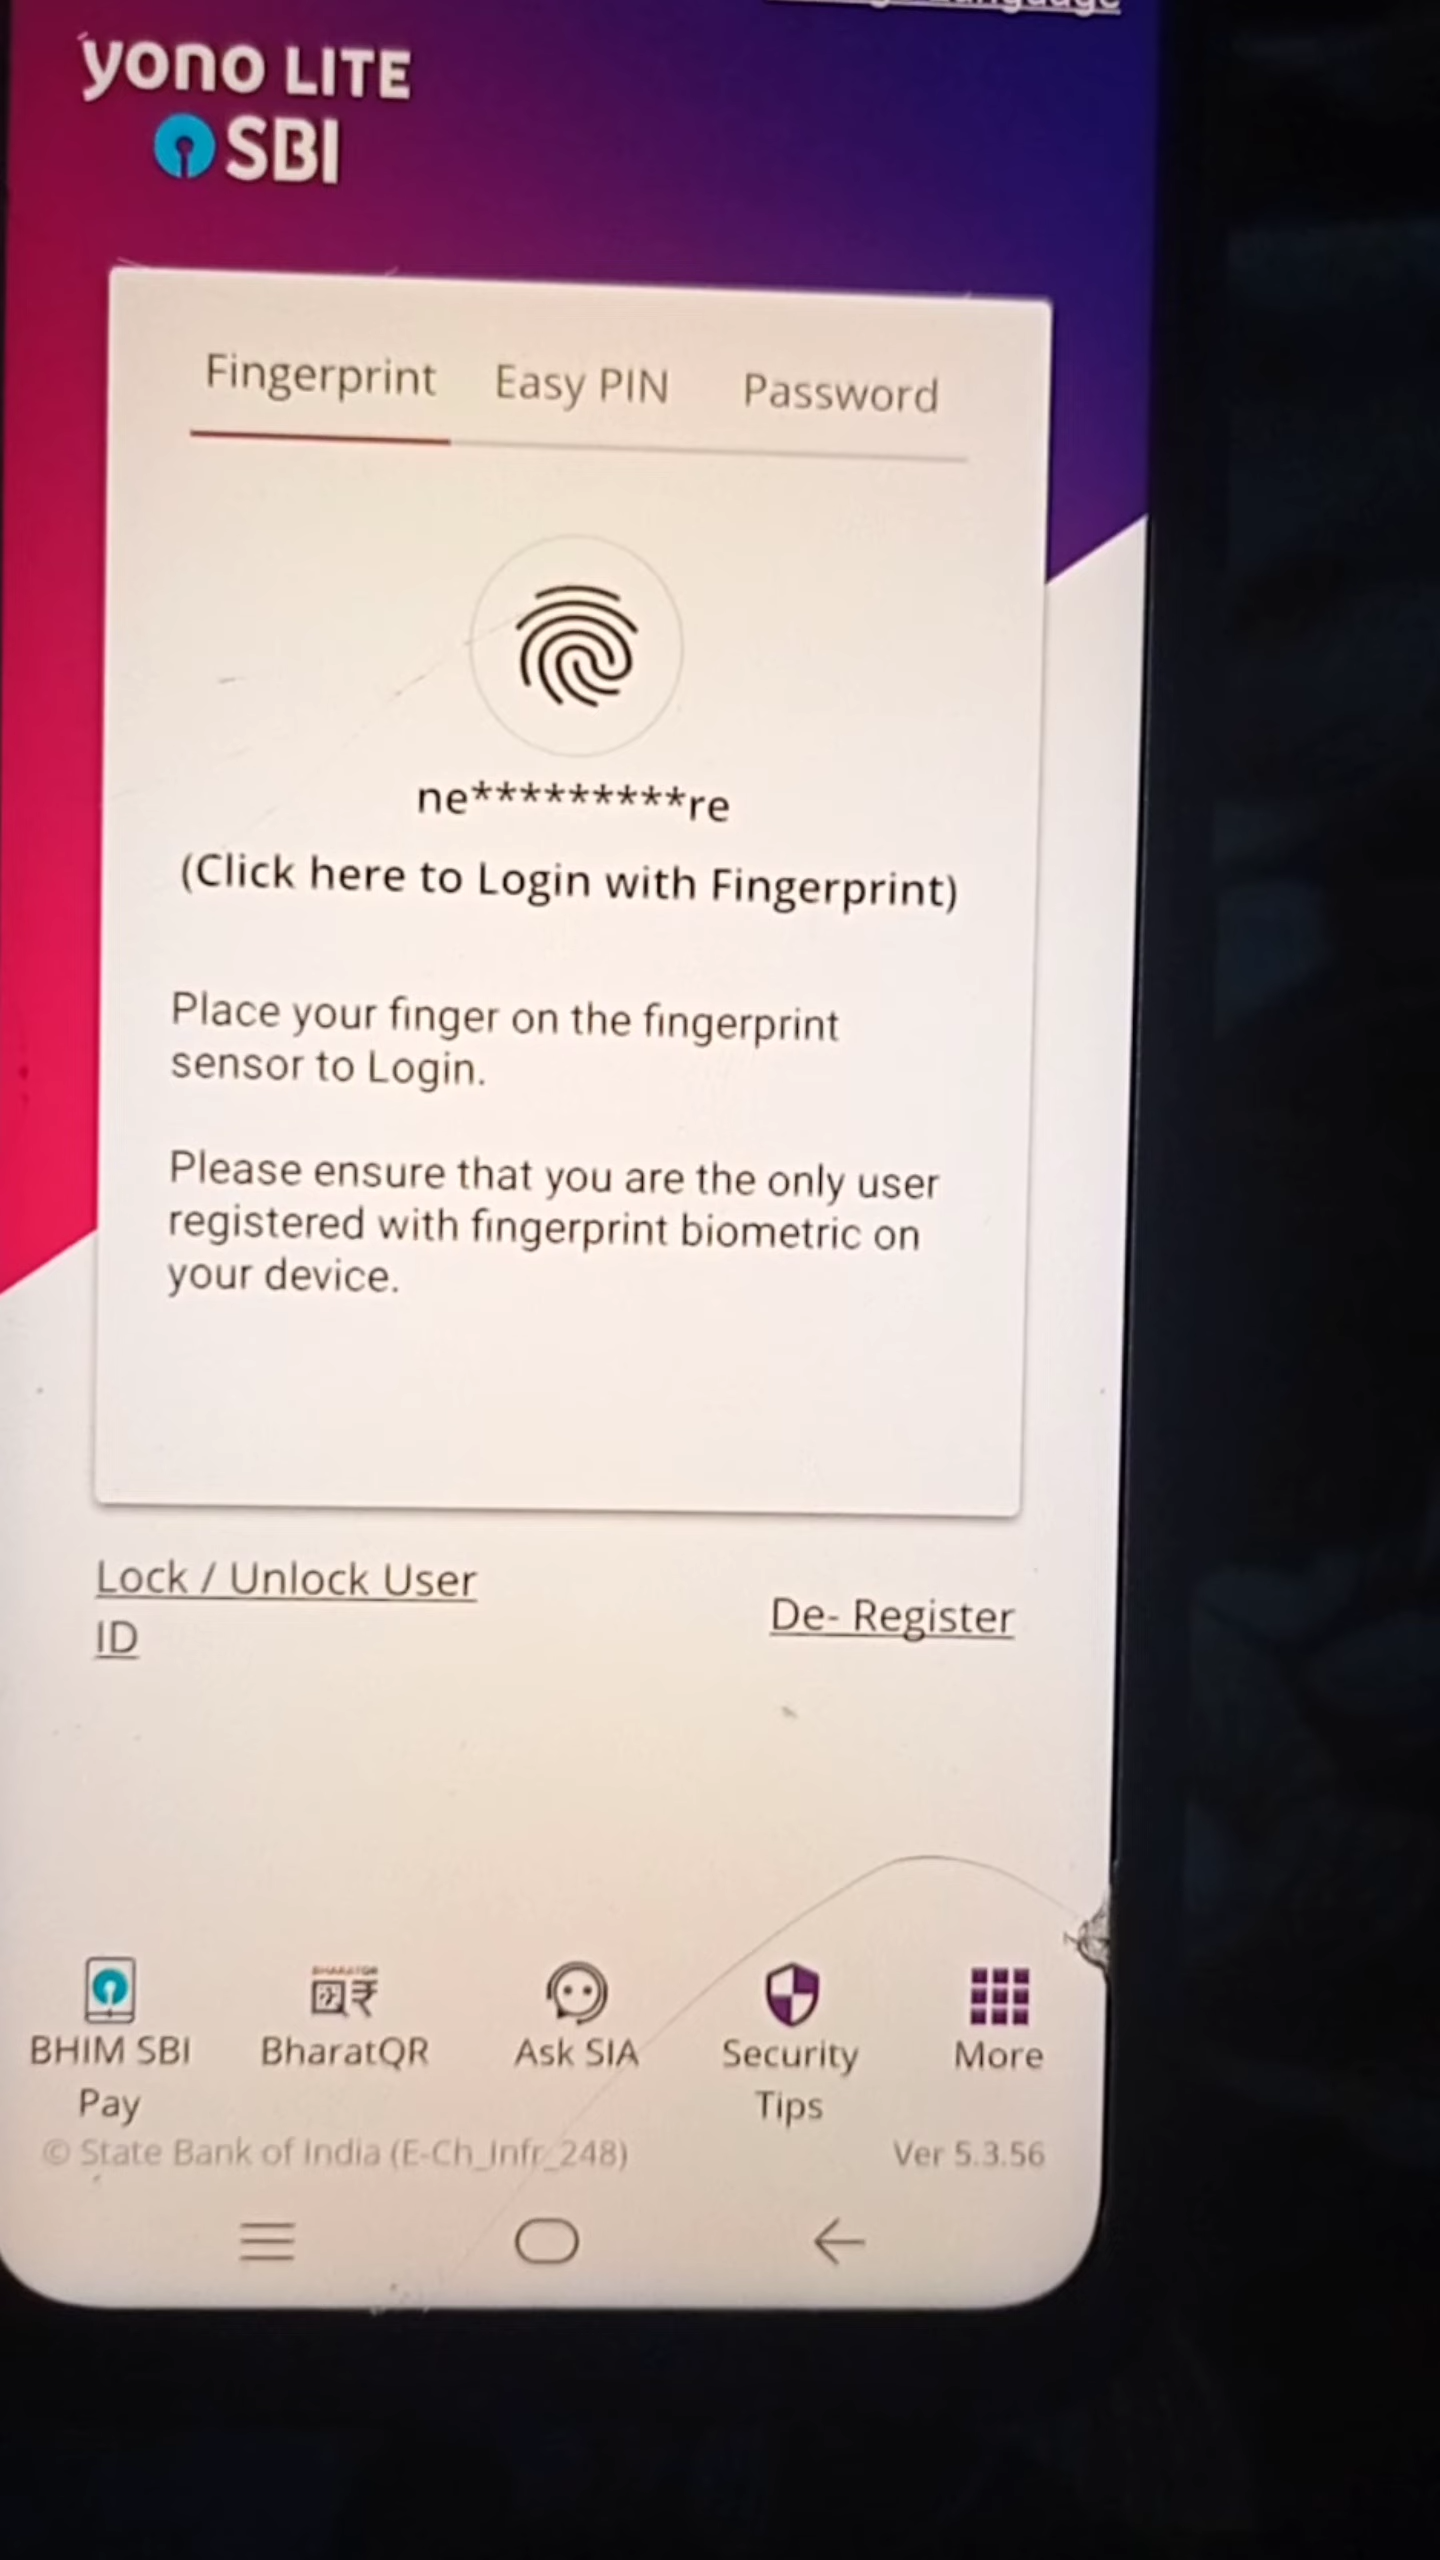 Language
yono LITE
SBI
Fingerprint Easy PIN Password
ne*********re
(Click here to Login with Fingerprint)
Place your finger on the fingerprint
sensor to Login.
Please ensure that you are the only user
registered with fingerprint biometric on
your device.
Lock / Unlock User
ID
De- Register
BHARATQR
BHIM SBI
Pay
BharatQR
Ask SIA
Security
Tips
More
© State Bank of India (E-Ch_Infr_248) Ver 5.3.56